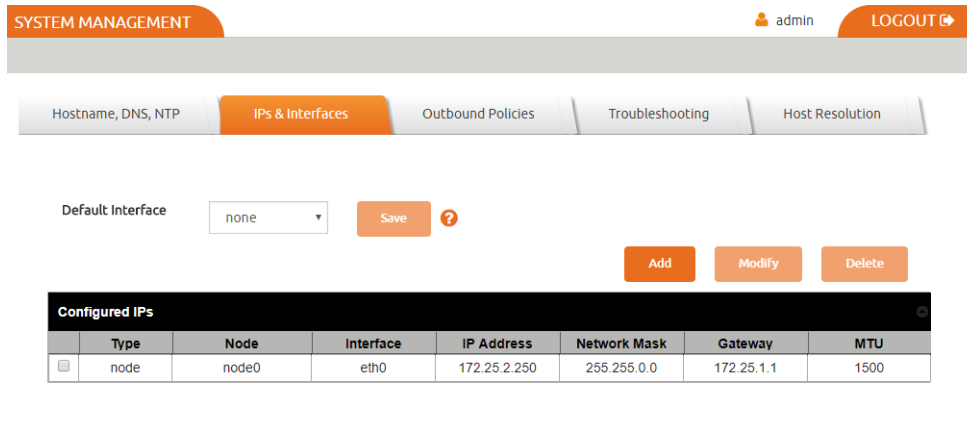 SYSTEM MANAGEMENT admin LOGOUT
Hostname, DNS, NTP IPs & Interfaces Outbound Policies Troubleshooting Host Resolution
Default Interface none Save ?
Add Modify Delete
Configured IPs
Type Node Interface IP Address Network Mask Gateway MTU
node node0 eth0 172.25.2.250 255.255.0.0 172.25.1.1 1500